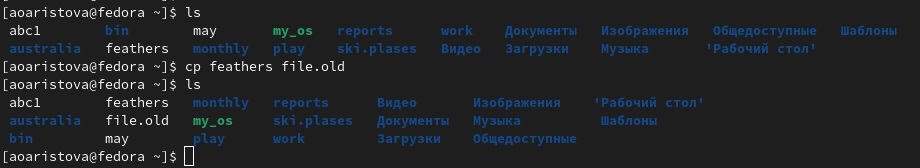 [aoaristova@fedora ~]$ ls
abc1 bin may my_os reports work Документы Изображения Общедоступные Шаблоны
australia feathers monthly play ski.plases Видео Загрузки Музыка 'Рабочий стол'
[aoaristova@fedora ~]$ cp feathers file.old
[aoaristova@fedora ~]$ ls
abc1 feathers monthly reports Видео Изображения 'Рабочий стол'
australia file.old my_os ski.plases Документы Музыка Шаблоны
bin may play work Загрузки Общедоступные
[aoaristova@fedora ~]$